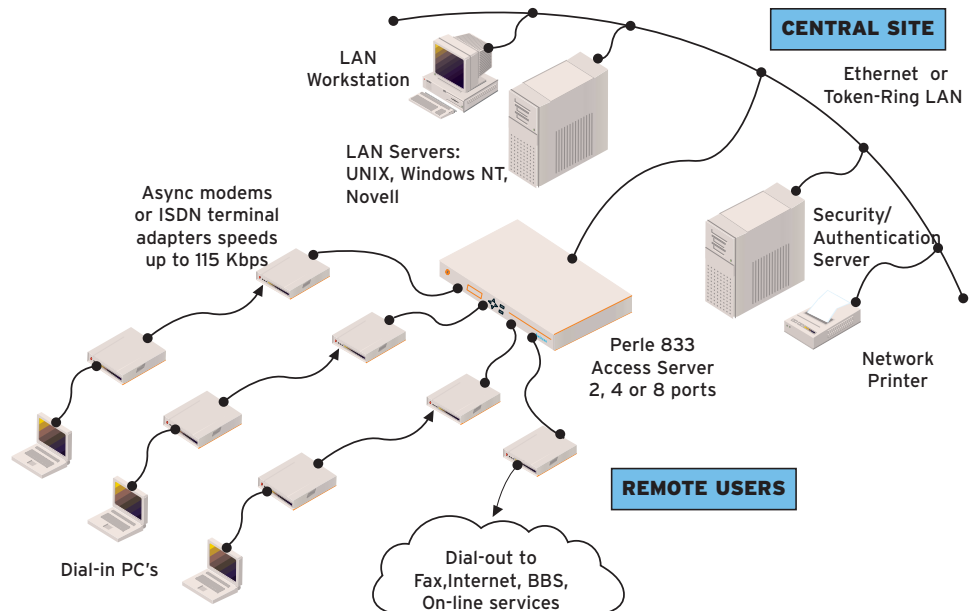 CENTRAL SITE
LAN
Workstation
Ethernet or
Token-Ring LAN
LAN Servers:
UNIX, Windows NT,
Novell
Async modems
or ISDN terminal
adapters speeds
up to 115 Kbps
Security/
Authentication
Server
Perle 833
Access Server
2, 4 or 8 ports
Network
Printer
REMOTE USERS
Dial-in PC's
Dial-out to
Fax,Internet, BBS,
On-line services